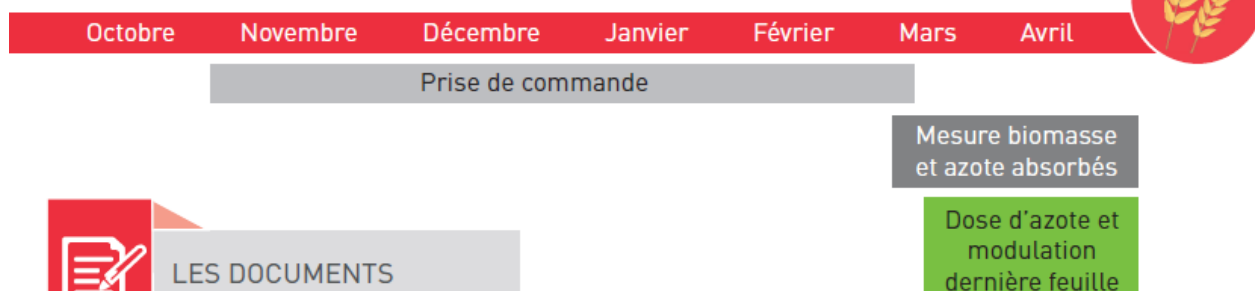 Octobre Novembre Décembre Janvier Février Mars Avril
Prise de commande
Mesure biomasse
et azote absorbés
Dose d'azote et
modulation
dernière feuille
LES DOCUMENTS